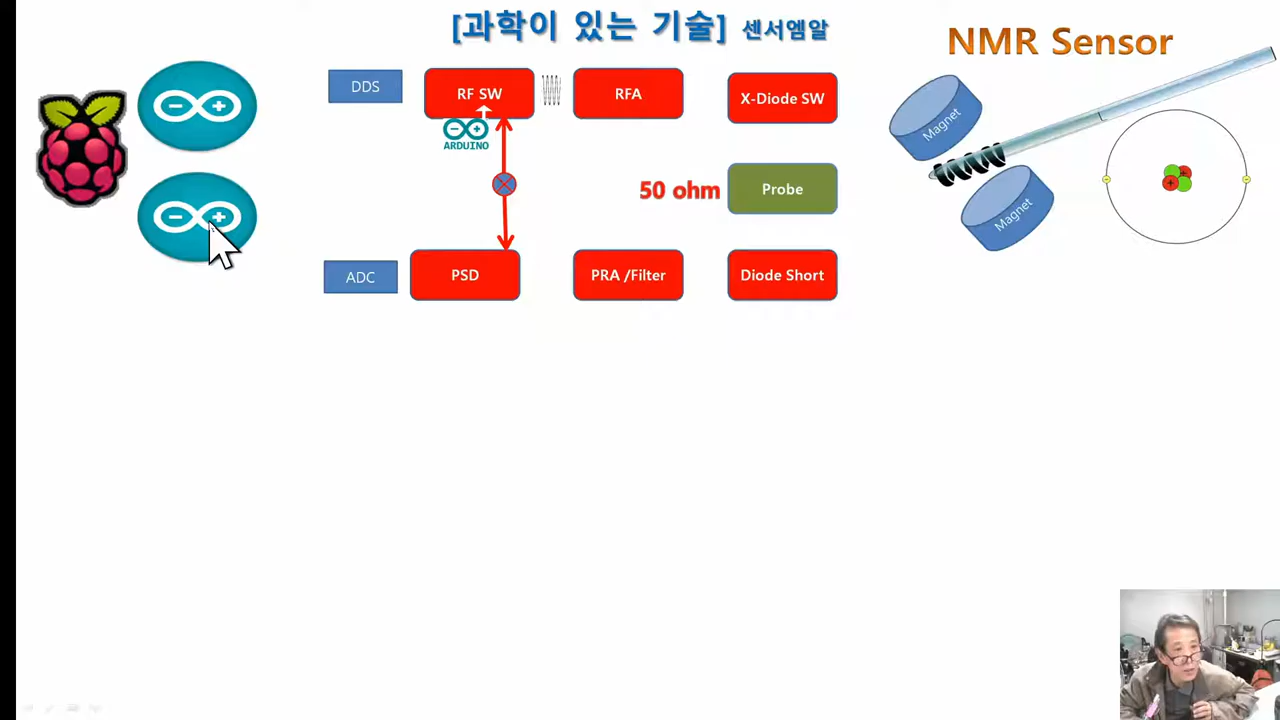 [과학이 있는 기술] 센서엠알
NMR Sensor
DDS
RF SW
RFA
X-Diode SW
ARDUINO
Magnet
50 ohm
Probe
Magnet
ADC
PSD
PRA /Filter
Diode Short